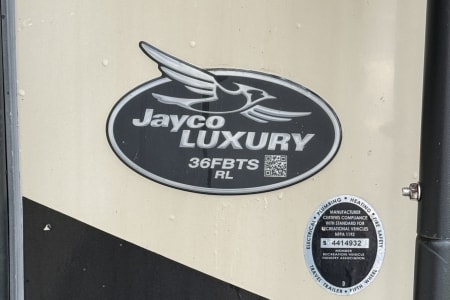 Jayco
LUXURY
36FBTS
RL
ELECTRICAL • PLUMBING • HEATING • FIRE SAFETY
MANUFACTURER
CERTIFIES COMPLIANCE
WITH STANDARD FOR
RECREATIONAL VEHICLES
NFPA 1192
S 4414932
MEMBER
RECREATION VEHICLE
INDUSTRY ASSOCIATION
TRAVEL TRAILER • FIFTH WHEEL